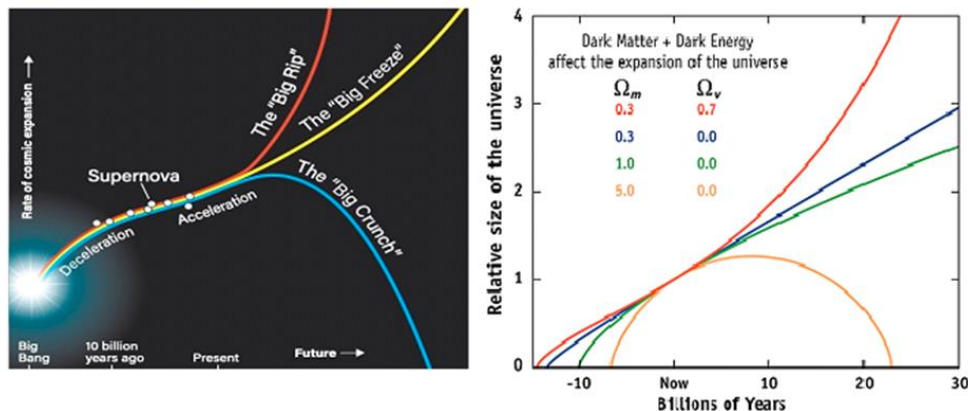 Rate of cosmic expansion →
The "Big Rip"
The "Big Freeze"
The "Big Crunch"
Supernova
Deceleration
Acceleration
Big
Bang
10 billion
years ago
Present
Future →
Relative size of the universe
4
3
2
1
0
Dark Matter + Dark Energy
affect the expansion of the universe
Ωm Ωv
0.3 0.7
0.3 0.0
1.0 0.0
5.0 0.0
-10 Now 10 20 30
Billions of Years